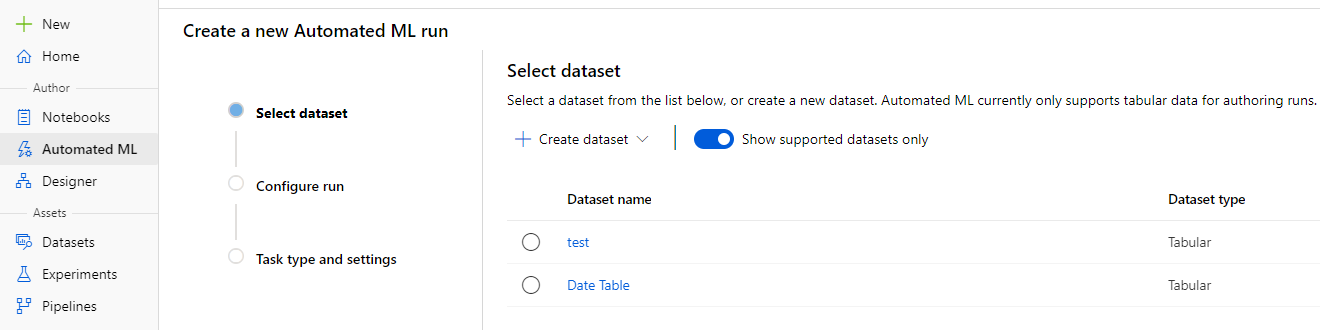 New
Home
Author
Notebooks
Automated ML
Designer
Assets
Datasets
Experiments
Pipelines
Create a new Automated ML run
Select dataset
Configure run
Task type and settings
Select dataset
Select a dataset from the list below, or create a new dataset. Automated ML currently only supports tabular data for authoring runs.
Create dataset Show supported datasets only
Dataset name Dataset type
test Tabular
Date Table Tabular